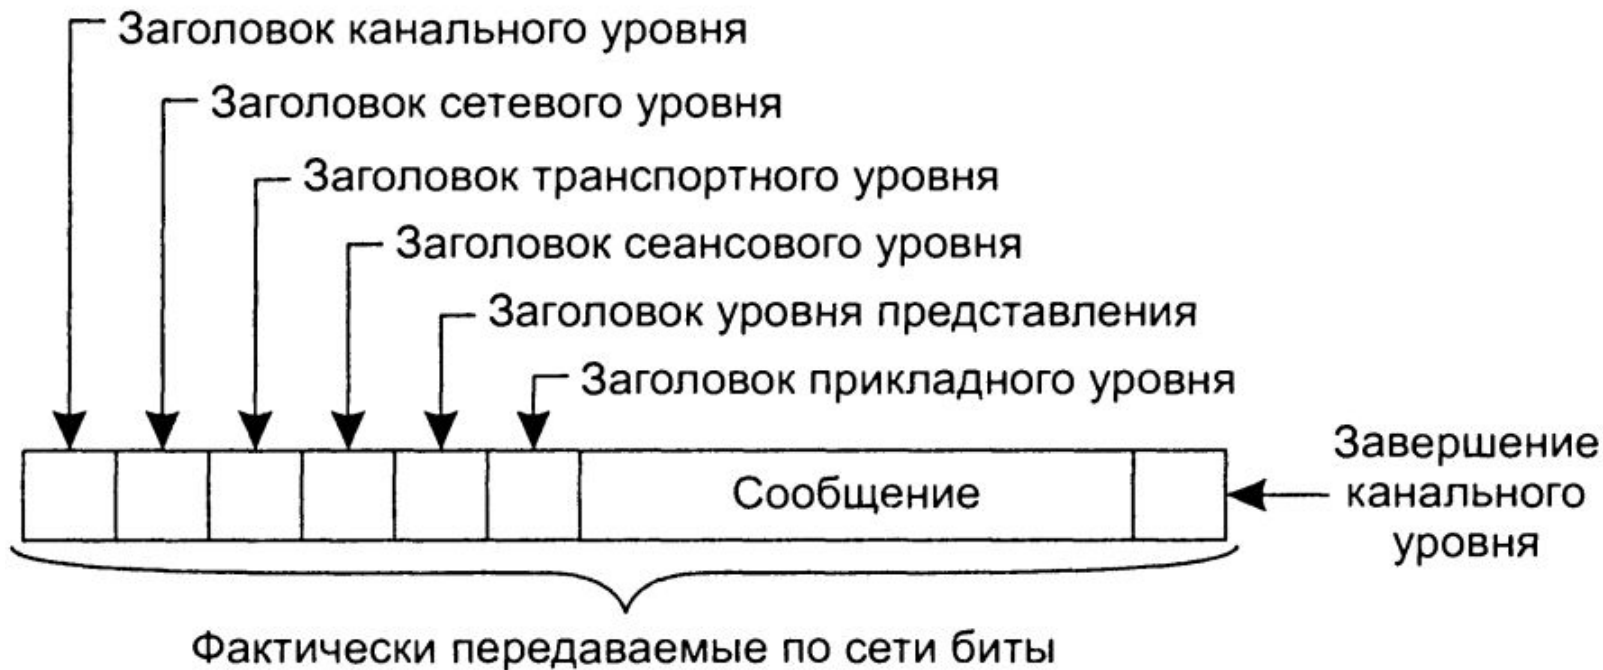 Заголовок канального уровня
Заголовок сетевого уровня
Заголовок транспортного уровня
Заголовок сеансового уровня
Заголовок уровня представления
Заголовок прикладного уровня
Сообщение
Завершение
канального
уровня
Фактически передаваемые по сети биты